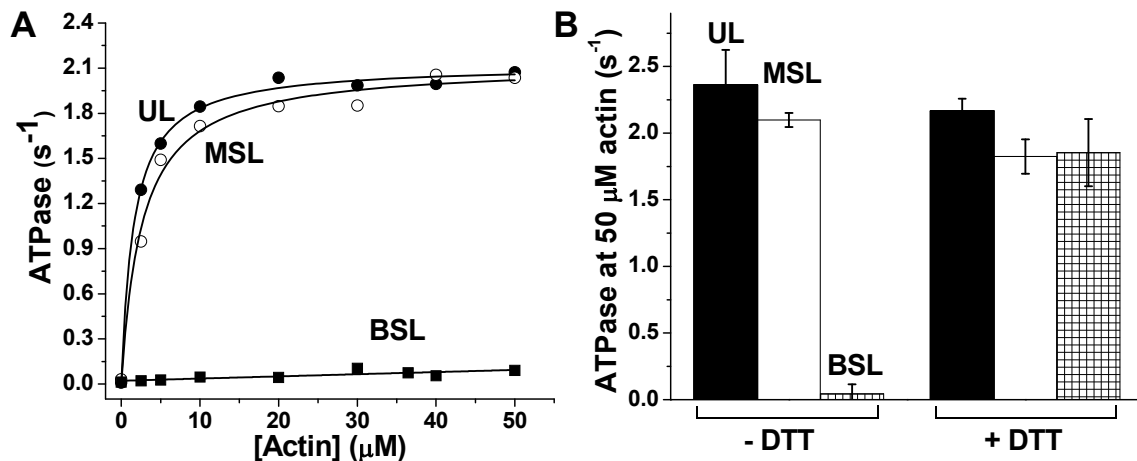 A
ATPase (s-1)
2.4
2.1
1.8
1.5
1.2
0.9
0.6
0.3
0.0
UL
MSL
BSL
0 10 20 30 40 50
[Actin] (μM)
B
ATPase at 50 μM actin (s-1)
2.5
2.0
1.5
1.0
0.5
0.0
UL
MSL
BSL
- DTT + DTT